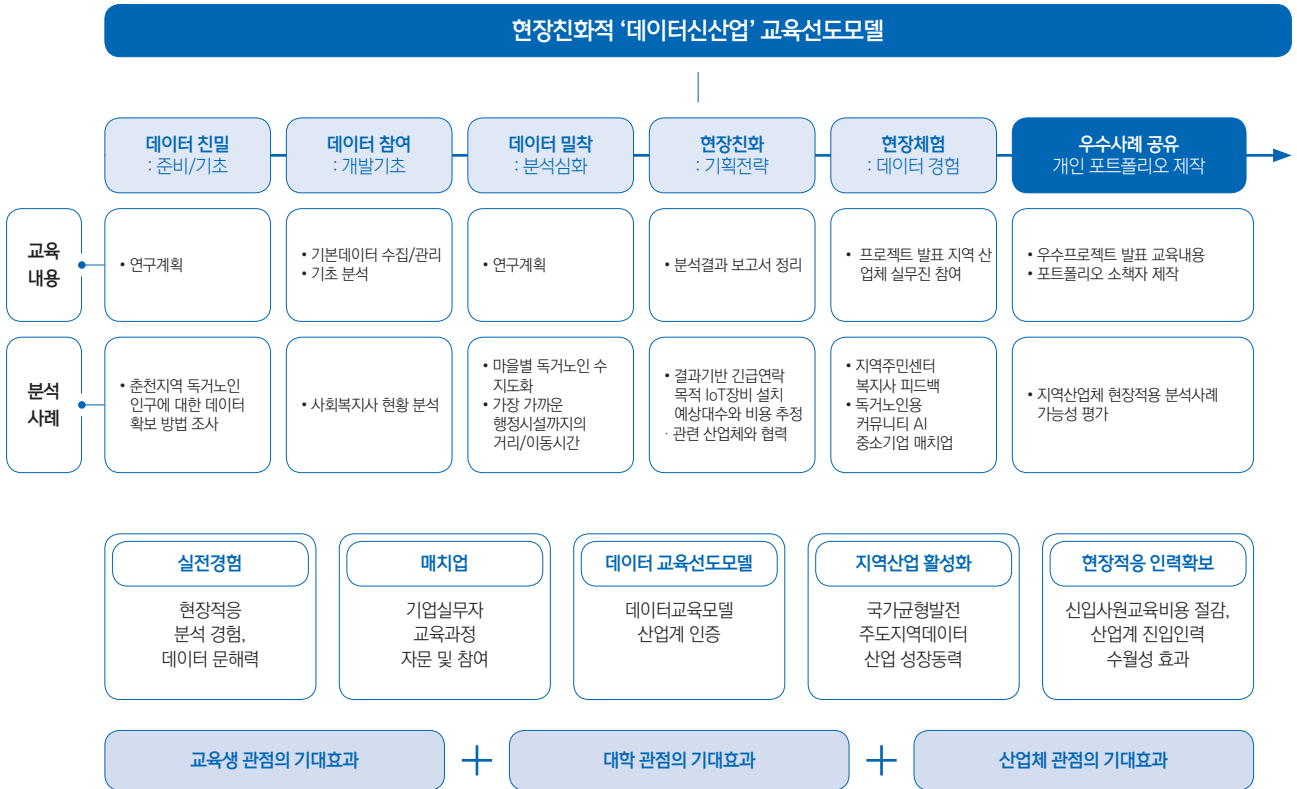 현장친화적 ‘데이터신산업’ 교육선도모델
데이터 친밀
: 준비/기초
데이터 참여
: 개발기초
데이터 밀착
: 분석심화
현장친화
: 기획전략
현장체험
: 데이터 경험
우수사례 공유
개인 포트폴리오 제작
교육
내용
• 연구계획
• 기본데이터 수집/관리
• 기초 분석
• 연구계획
• 분석결과 보고서 정리
• 프로젝트 발표 지역 산
업체 실무진 참여
• 우수프로젝트 발표 교육내용
• 포트폴리오 소책자 제작
분석
사례
• 춘천지역 독거노인
인구에 대한 데이터
확보 방법 조사
• 사회복지사 현황 분석
• 마을별 독거노인 수
지도화
• 가장 가까운
행정시설까지의
거리/이동시간
• 결과기반 긴급연락
목적 IoT장비 설치
예상대수와 비용 추정
· 관련 산업체와 협력
• 지역주민센터
복지사 피드백
• 독거노인용
커뮤니티 AI
중소기업 매치업
• 지역산업체 현장적용 분석사례
가능성 평가
실전경험
현장적응
분석 경험,
데이터 문해력
매치업
기업실무자
교육과정
자문 및 참여
데이터 교육선도모델
데이터교육모델
산업계 인증
지역산업 활성화
국가균형발전
주도지역데이터
산업 성장동력
현장적응 인력확보
신입사원교육비용 절감,
산업계 진입인력
수월성 효과
교육생 관점의 기대효과
+
대학 관점의 기대효과
+
산업체 관점의 기대효과